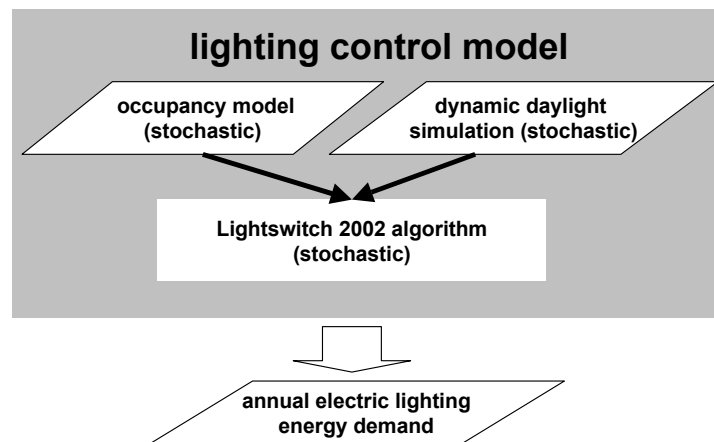 lighting control model
occupancy model
(stochastic)
dynamic daylight
simulation (stochastic)
Lightswitch 2002 algorithm
(stochastic)
annual electric lighting
energy demand